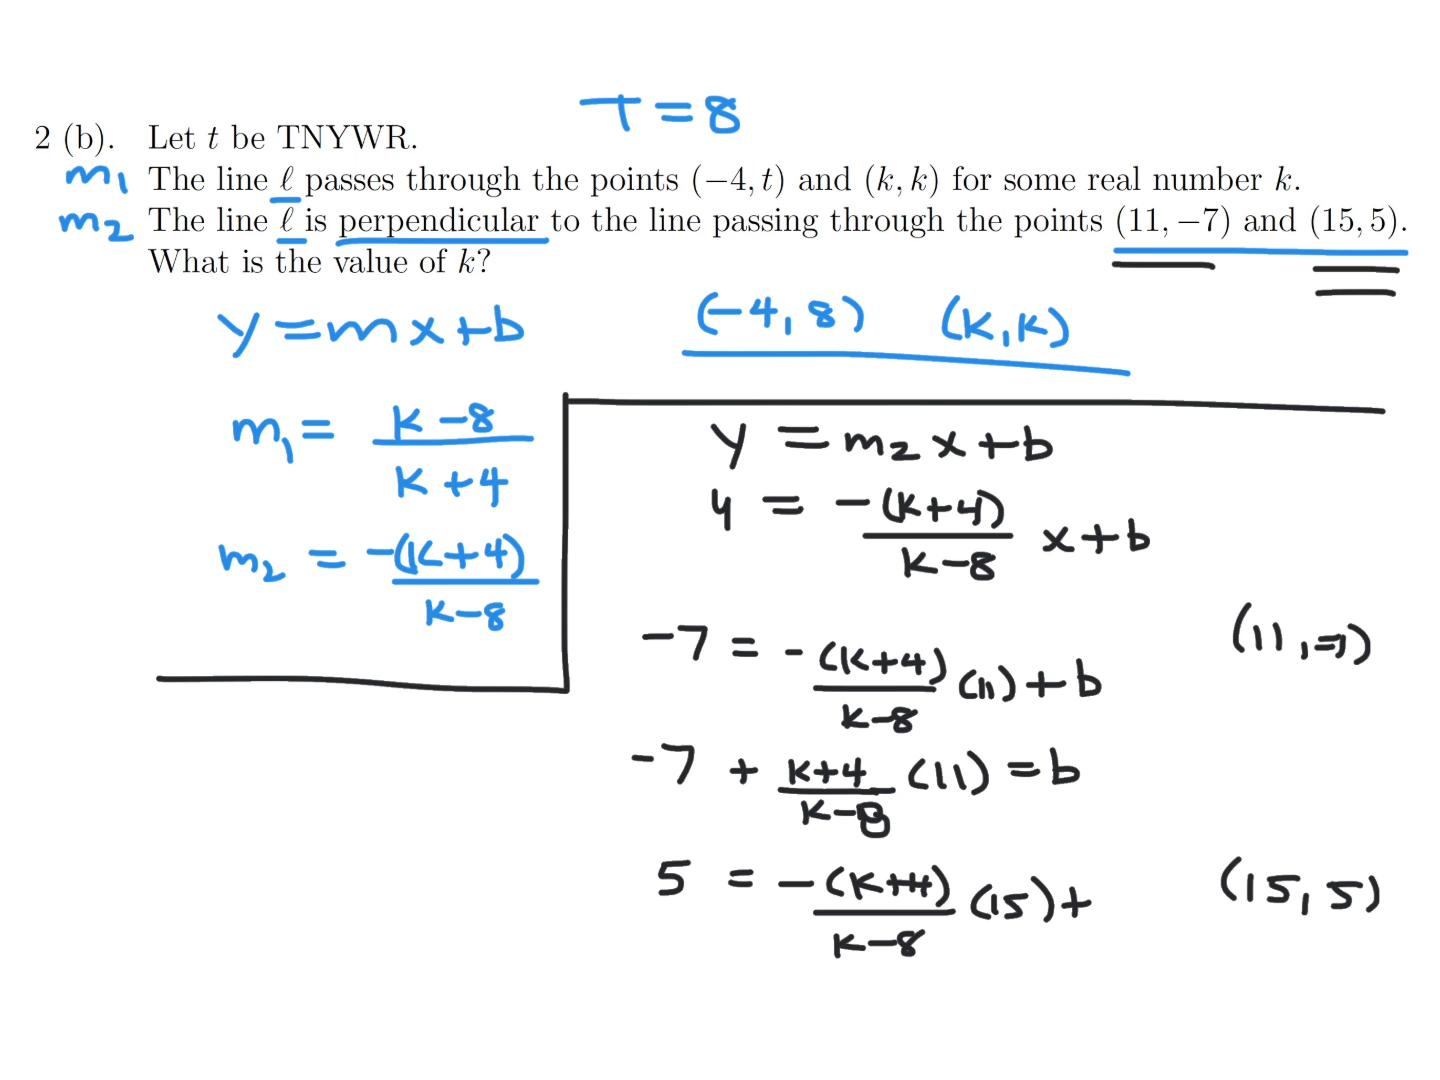 T = 8
2 (b). Let t be TNYWR.
m₁ The line ℓ passes through the points (−4, t) and (k, k) for some real number k.
m₂ The line ℓ is perpendicular to the line passing through the points (11, −7) and (15, 5).
What is the value of k?
y = mx + b
(−4, 8) (k, k)
m₁ = (k − 8)/(k + 4)
m₂ = −(k + 4)/(k − 8)
y = m₂ x + b
y = −(k + 4)/(k − 8) x + b
−7 = −(k + 4)/(k − 8) (11) + b (11, −7)
−7 + (k + 4)/(k − 8) (11) = b
5 = −(k + 4)/(k − 8) (15) + (15, 5)